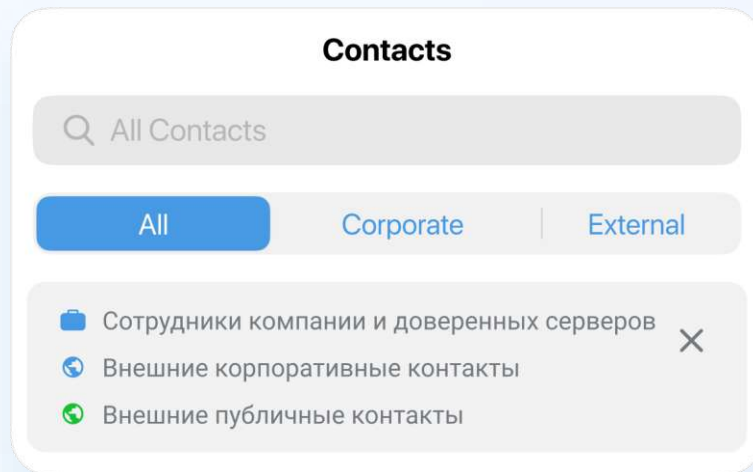 Contacts
All Contacts
All Corporate External
Сотрудники компании и доверенных серверов
Внешние корпоративные контакты
Внешние публичные контакты